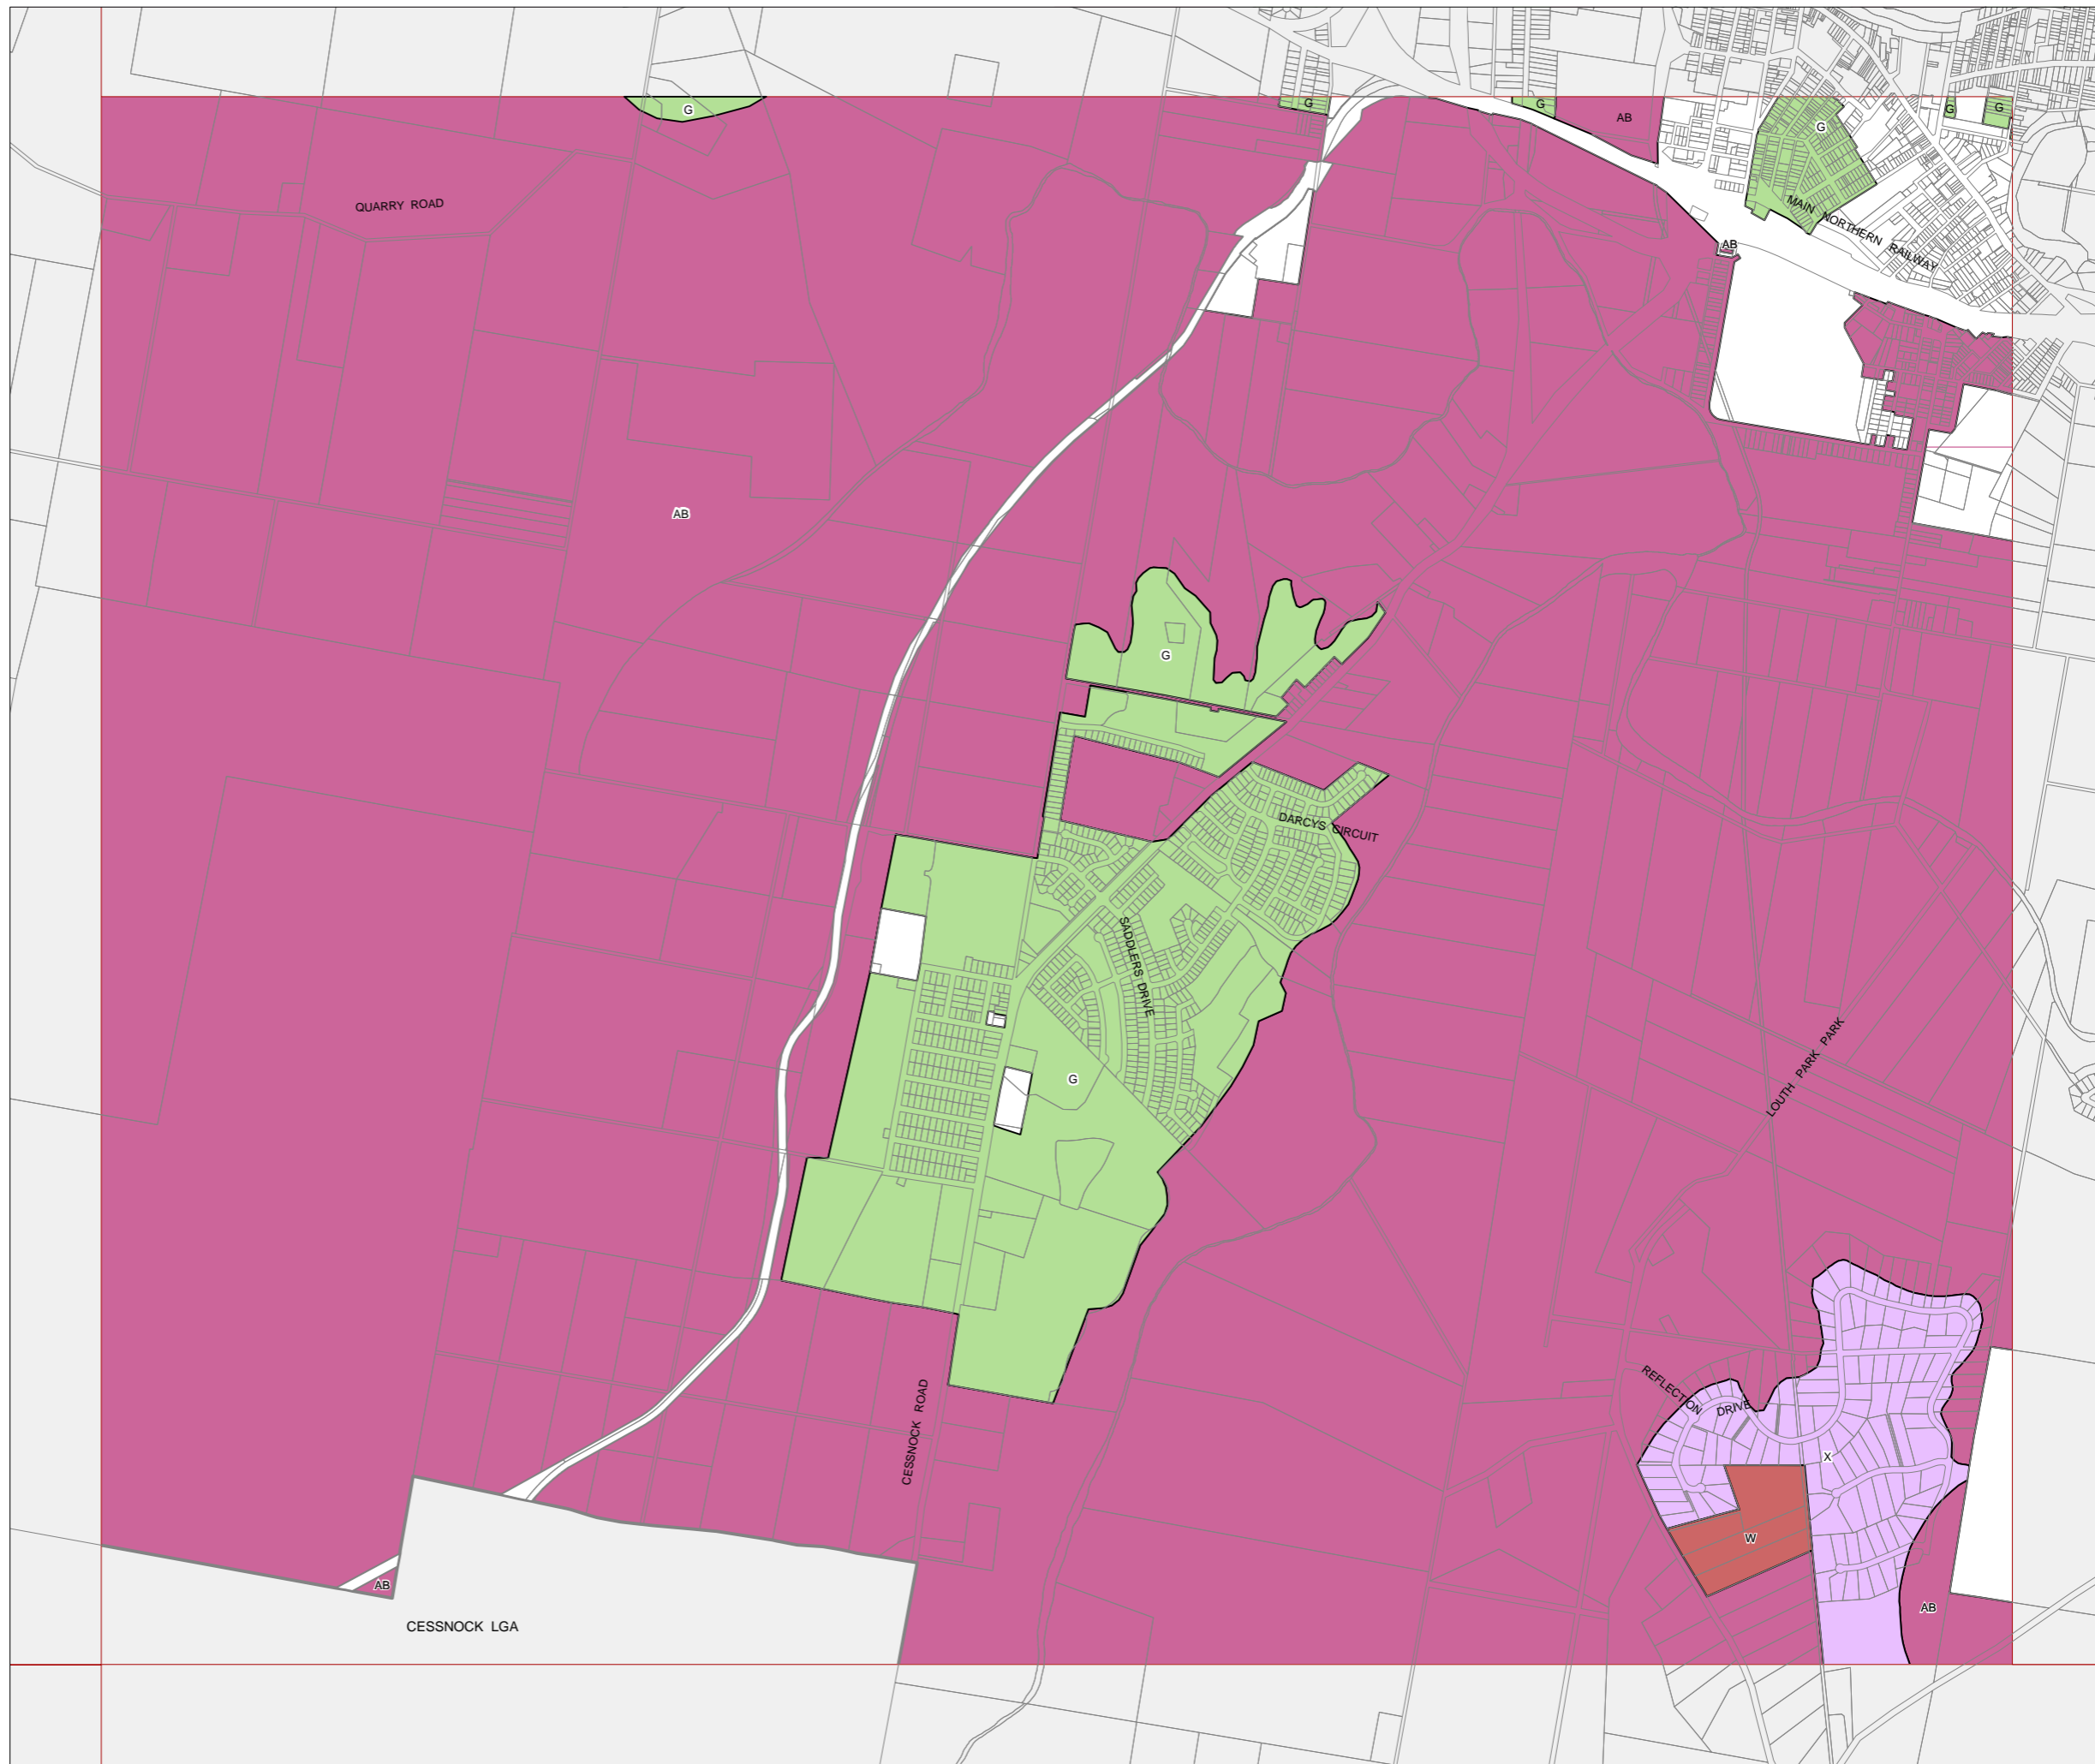 G
G
G
AB
G
G
G
QUARRY ROAD
MAIN NORTHERN RAILWAY
AB
AB
G
DARCYS CIRCUIT
SADDLERS DRIVE
G
LOUTH PARK PARK
REFLECTION DRIVE
CESSNOCK ROAD
X
W
AB
AB
CESSNOCK LGA